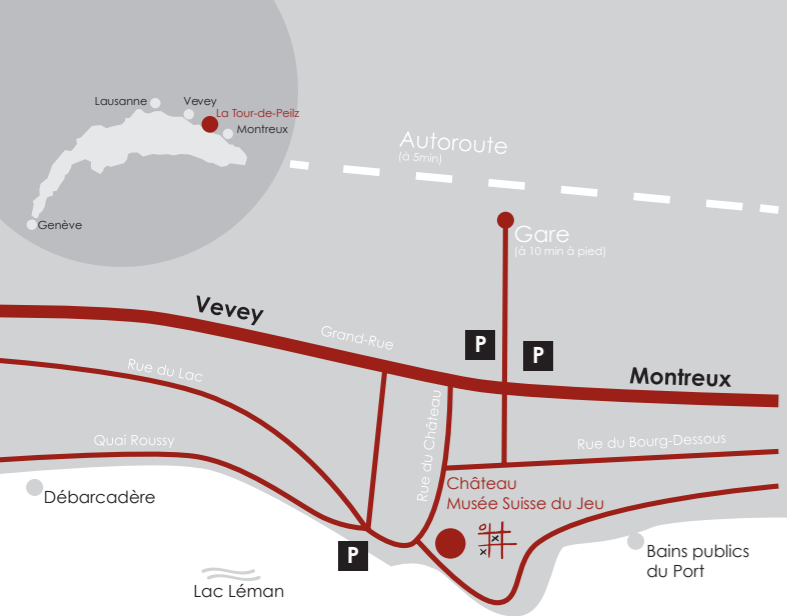 Lausanne
Vevey
La Tour-de-Peilz
Montreux
Genève
Autoroute
(à 5min)
Gare
(à 10 min à pied)
Vevey
Grand-Rue
P
P
Montreux
Rue du Lac
Rue du Château
Quai Roussy
Rue du Bourg-Dessous
Débarcadère
Château
Musée Suisse du Jeu
O
X
X
P
Bains publics
du Port
Lac Léman